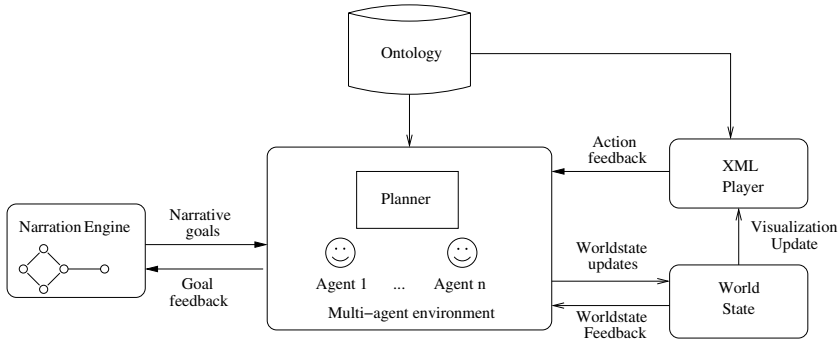 Ontology
Action
feedback
XML
Player
Planner
Narration Engine
Narrative
goals
Visualization
Update
Worldstate
updates
Goal
feedback
Agent 1 ... Agent n
World
State
Multi−agent environment
Worldstate
Feedback